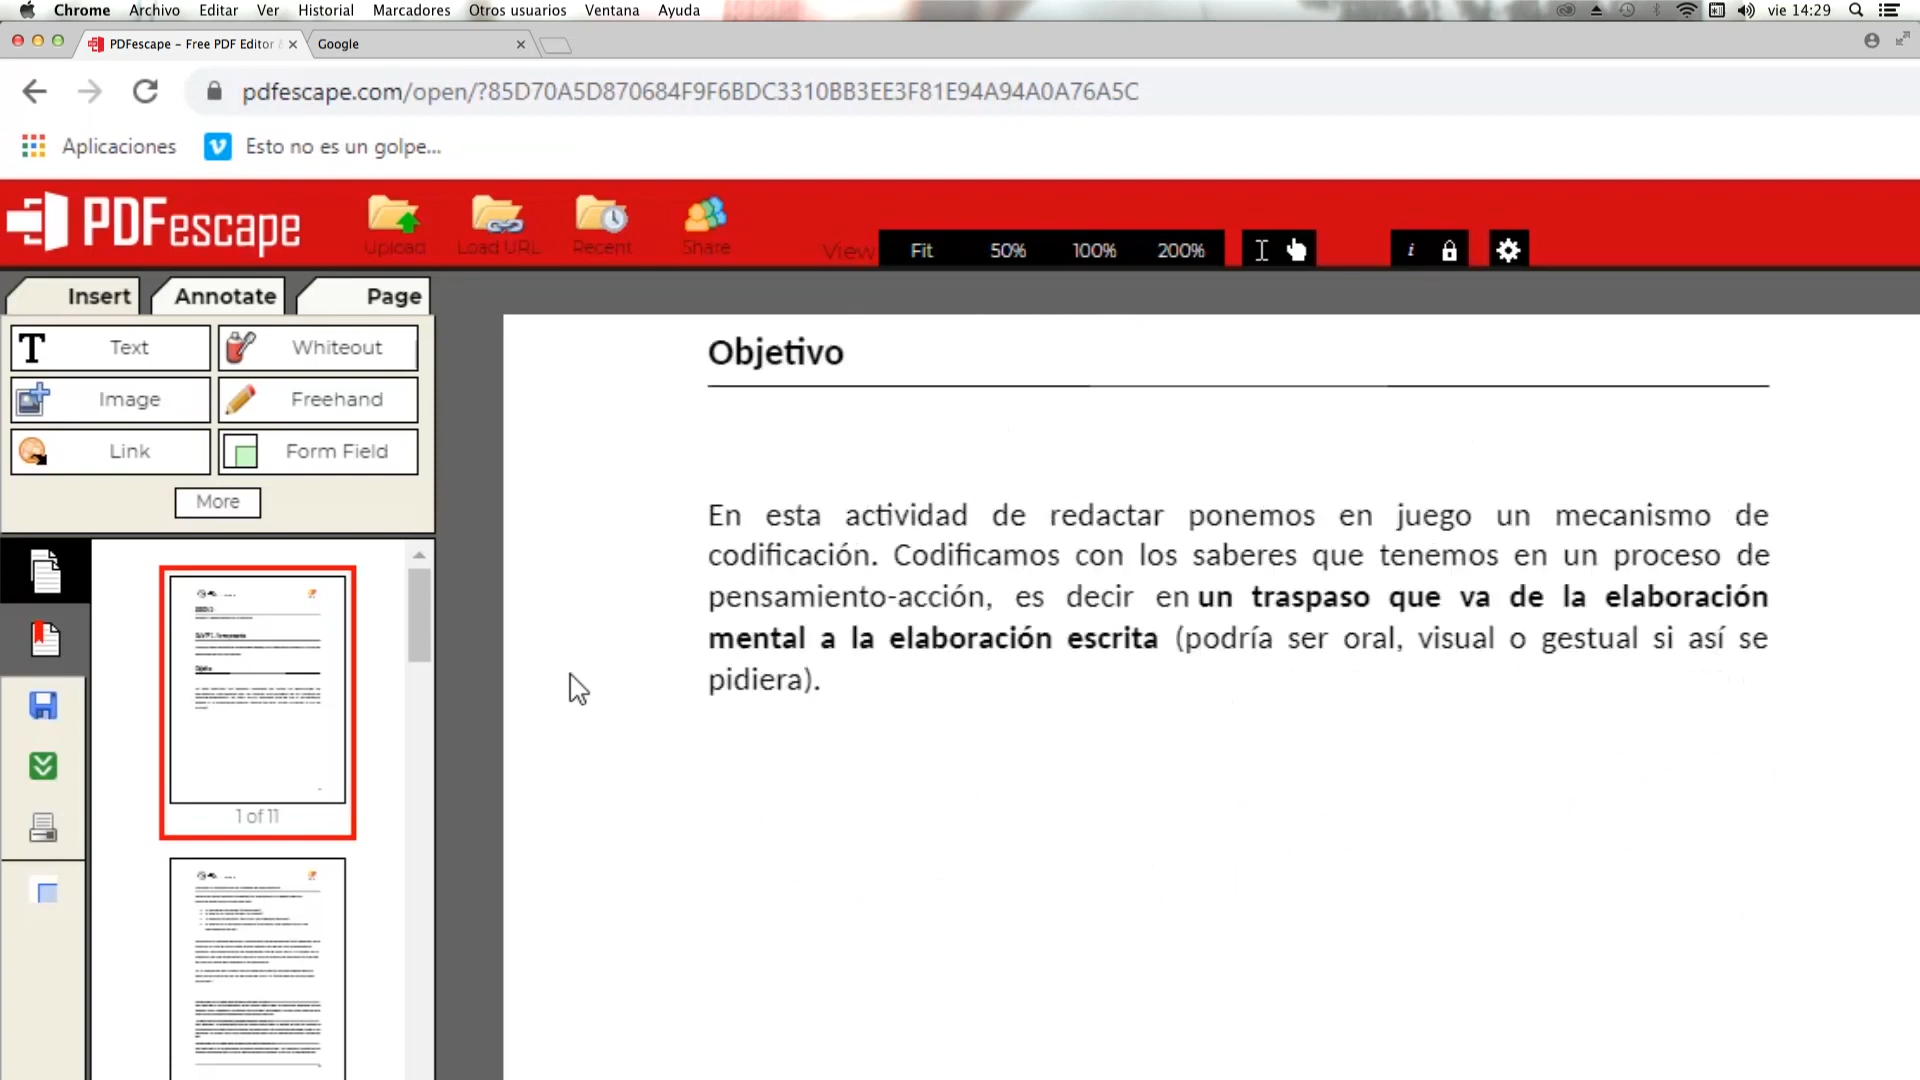 Chrome Archivo Editar Ver Historial Marcadores Otros usuarios Ventana Ayuda vie 14:29
PDFescape – Free PDF Editor Google
pdfescape.com/open/?85D70A5D870684F9F6BDC3310BB3EE3F81E94A94A0A76A5C
Aplicaciones Esto no es un golpe...
PDFescape Upload Load URL Recent Share View Fit 50% 100% 200%
Insert Annotate Page
Text Whiteout
Image Freehand
Link Form Field
More
1 of 11
Objetivo
En esta actividad de redactar ponemos en juego un mecanismo de
codificación. Codificamos con los saberes que tenemos en un proceso de
pensamiento-acción, es decir en un traspaso que va de la elaboración
mental a la elaboración escrita (podría ser oral, visual o gestual si así se
pidiera).